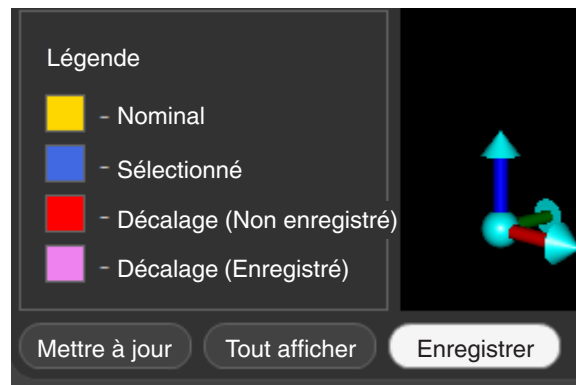 Légende
- Nominal
- Sélectionné
- Décalage (Non enregistré)
- Décalage (Enregistré)
Mettre à jour Tout afficher Enregistrer